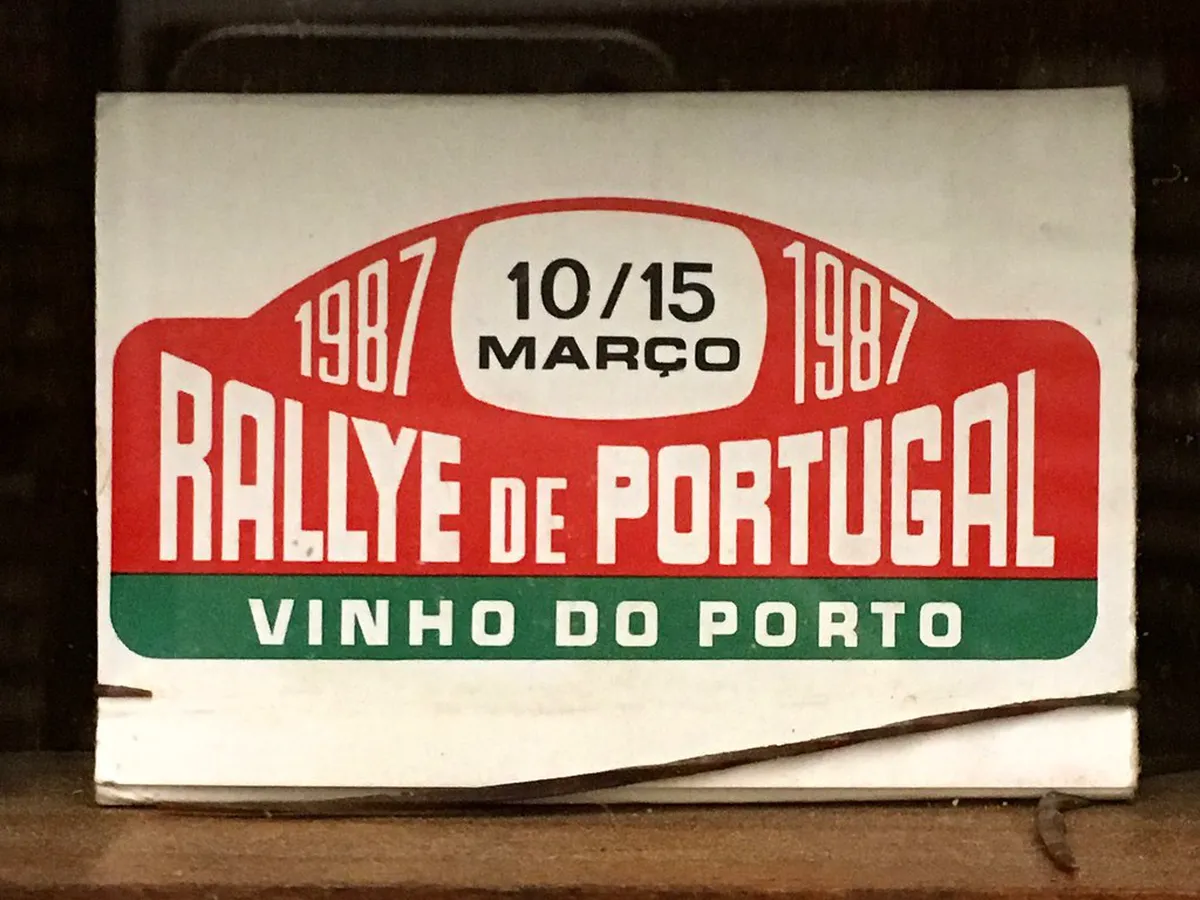 1987
10/15
MARÇO
1987
RALLYE DE PORTUGAL
VINHO DO PORTO